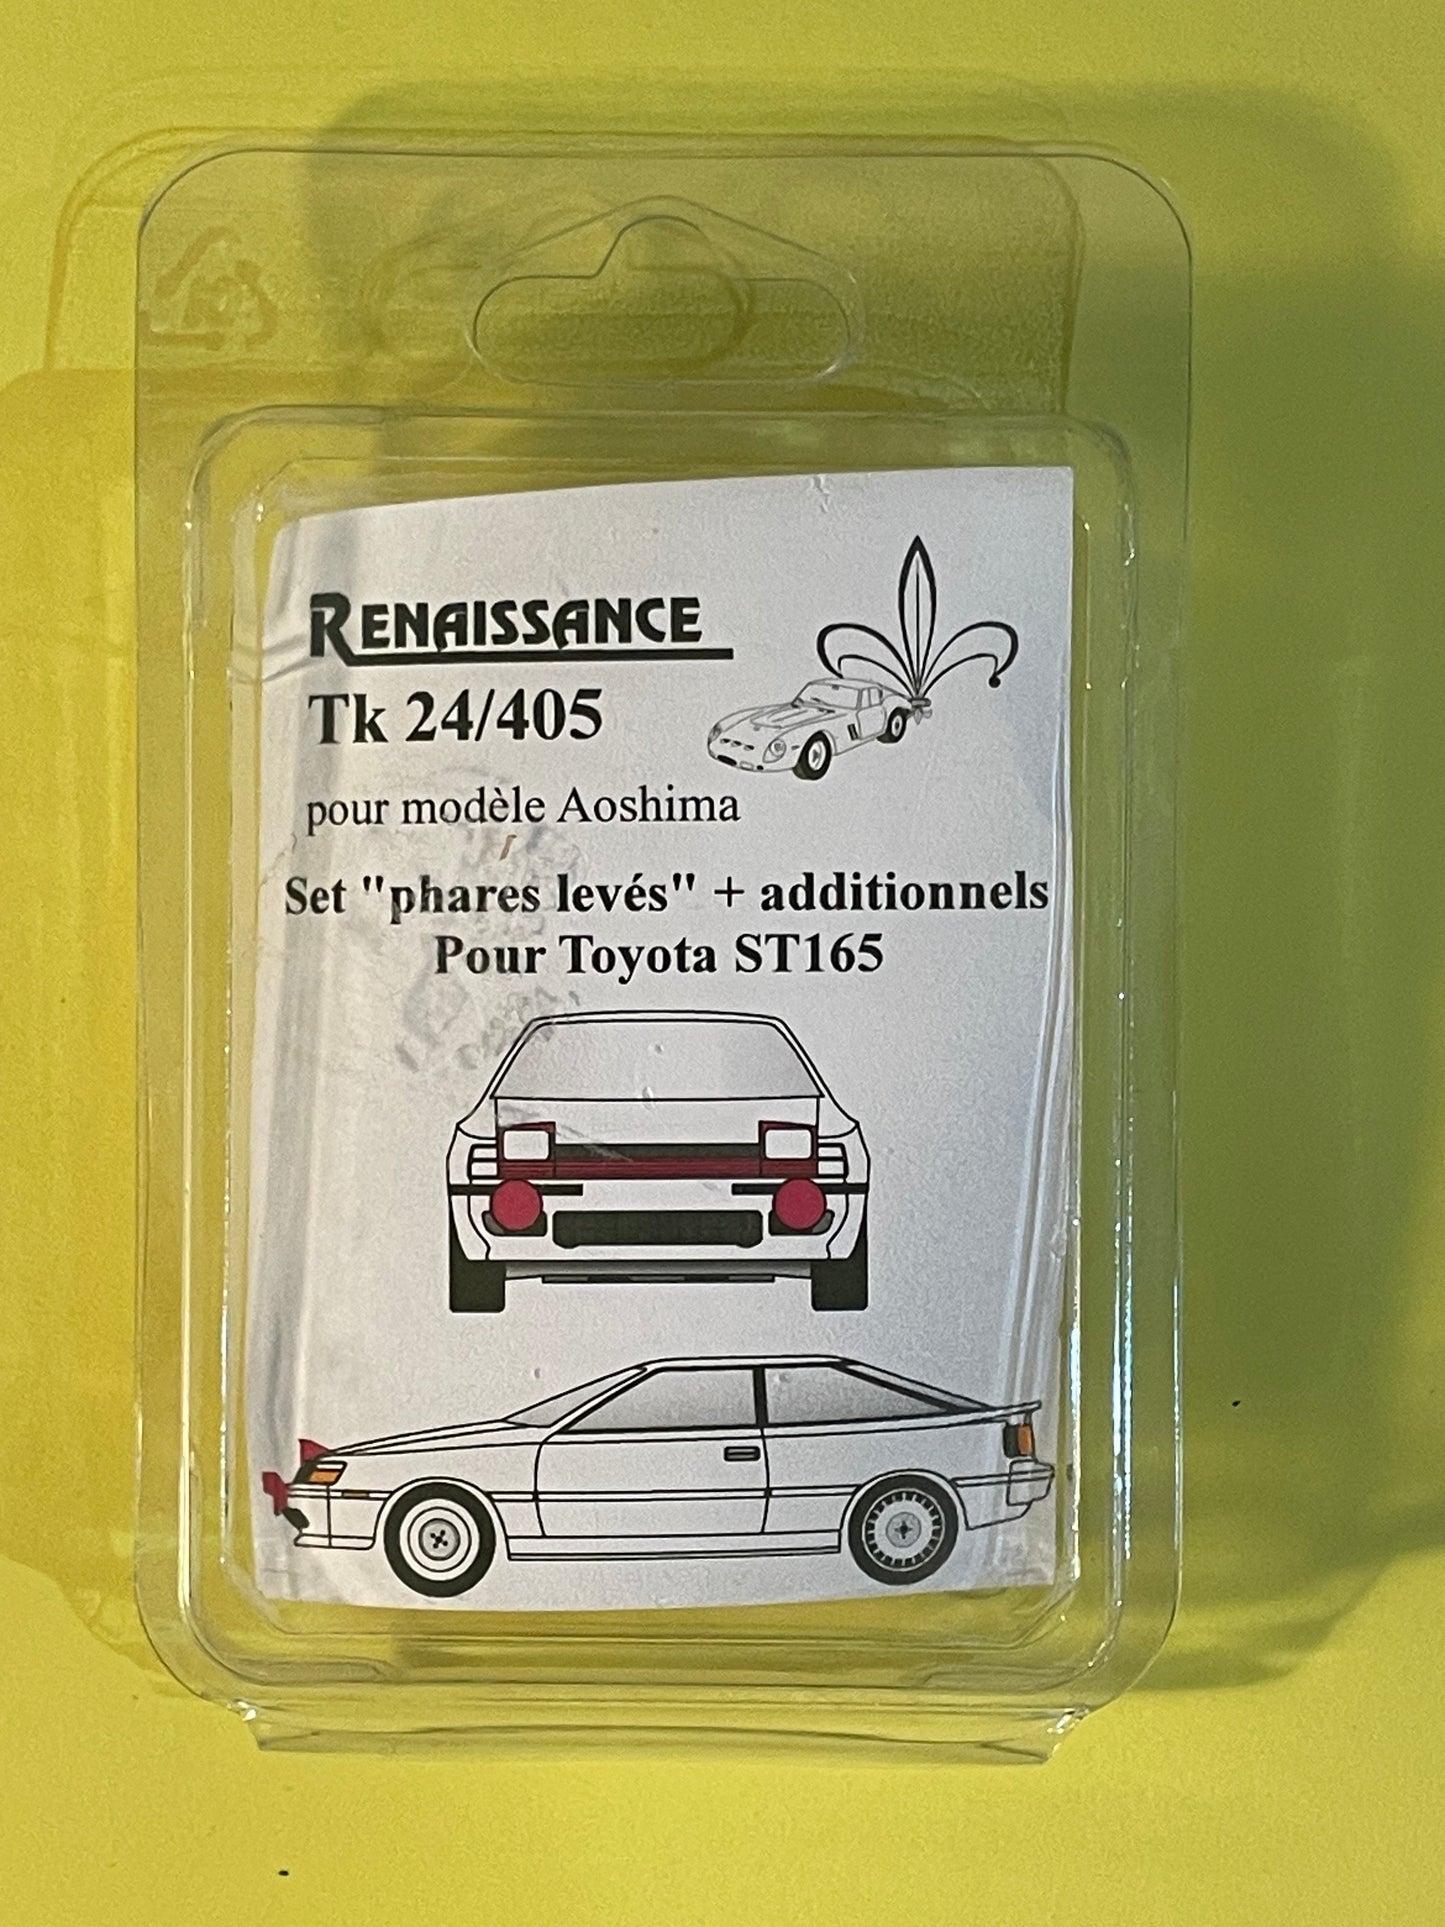 RENAISSANCE
Tk 24/405
pour modèle Aoshima
Set "phares levés" + additionnels
Pour Toyota ST165